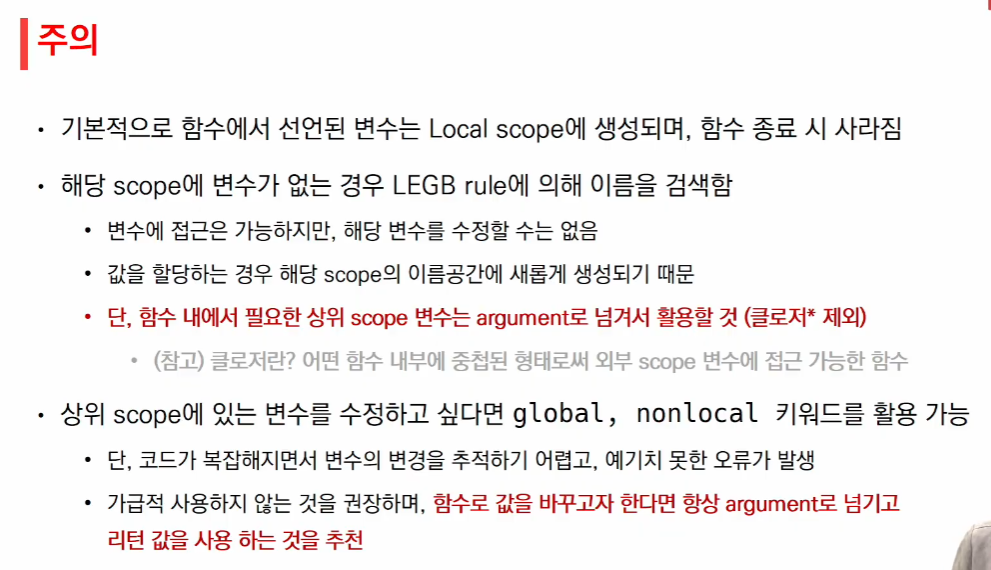 주의
• 기본적으로 함수에서 선언된 변수는 Local scope에 생성되며, 함수 종료 시 사라짐
• 해당 scope에 변수가 없는 경우 LEGB rule에 의해 이름을 검색함
• 변수에 접근은 가능하지만, 해당 변수를 수정할 수는 없음
• 값을 할당하는 경우 해당 scope의 이름공간에 새롭게 생성되기 때문
• 단, 함수 내에서 필요한 상위 scope 변수는 argument로 넘겨서 활용할 것 (클로저* 제외)
• (참고) 클로저란? 어떤 함수 내부에 중첩된 형태로써 외부 scope 변수에 접근 가능한 함수
• 상위 scope에 있는 변수를 수정하고 싶다면 global, nonlocal 키워드를 활용 가능
• 단, 코드가 복잡해지면서 변수의 변경을 추적하기 어렵고, 예기치 못한 오류가 발생
• 가급적 사용하지 않는 것을 권장하며, 함수로 값을 바꾸고자 한다면 항상 argument로 넘기고
리턴 값을 사용 하는 것을 추천